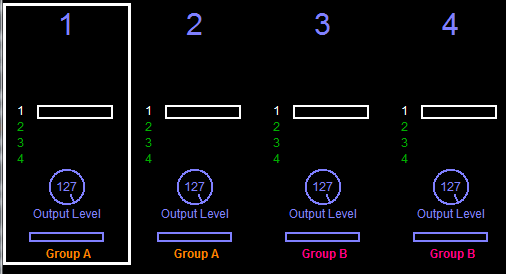 1 2 3 4
1 1 1 1
2 2 2 2
3 3 3 3
4 4 4 4
127 127 127 127
Output Level Output Level Output Level Output Level
Group A Group A Group B Group B